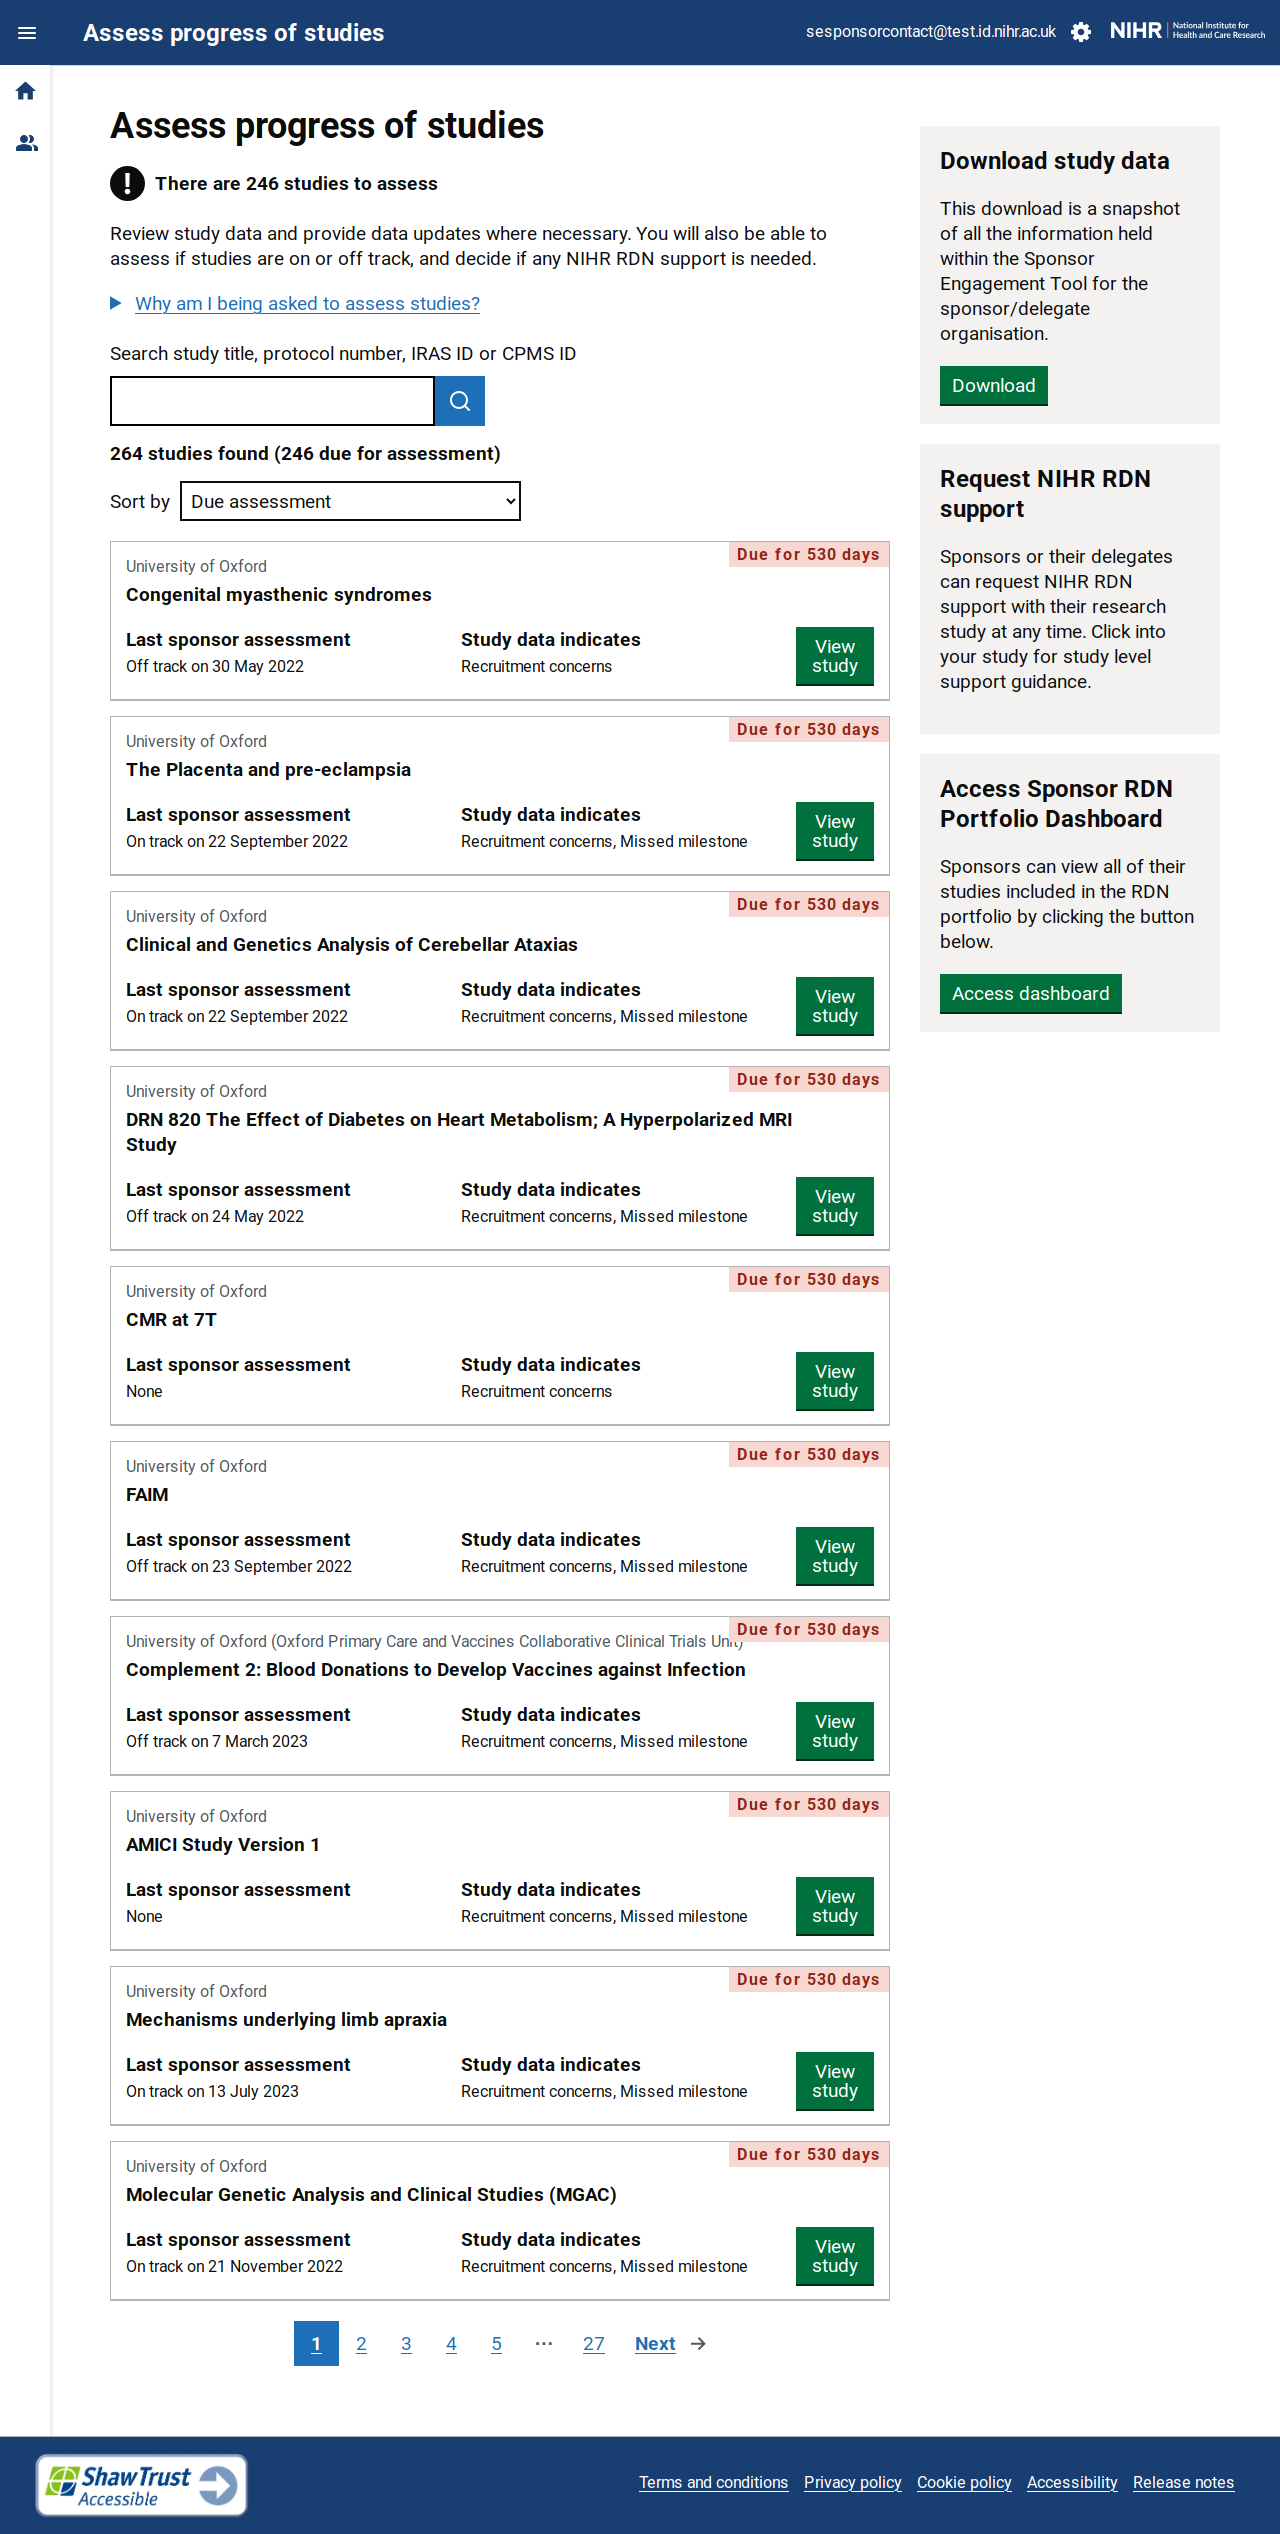 Assess progress of studies
sesponsorcontact@test.id.nihr.ac.uk
NIHR
National Institute for
Health and Care Research
Assess progress of studies
There are 246 studies to assess
Review study data and provide data updates where necessary. You will also be able to
assess if studies are on or off track, and decide if any NIHR RDN support is needed.
Why am I being asked to assess studies?
Search study title, protocol number, IRAS ID or CPMS ID
264 studies found (246 due for assessment)
Sort by
Due assessment
Due for 530 days
University of Oxford
Congenital myasthenic syndromes
Last sponsor assessment
Off track on 30 May 2022
Study data indicates
Recruitment concerns
View
study
Due for 530 days
University of Oxford
The Placenta and pre-eclampsia
Last sponsor assessment
On track on 22 September 2022
Study data indicates
Recruitment concerns, Missed milestone
View
study
Due for 530 days
University of Oxford
Clinical and Genetics Analysis of Cerebellar Ataxias
Last sponsor assessment
On track on 22 September 2022
Study data indicates
Recruitment concerns, Missed milestone
View
study
Due for 530 days
University of Oxford
DRN 820 The Effect of Diabetes on Heart Metabolism; A Hyperpolarized MRI
Study
Last sponsor assessment
Off track on 24 May 2022
Study data indicates
Recruitment concerns, Missed milestone
View
study
Due for 530 days
University of Oxford
CMR at 7T
Last sponsor assessment
None
Study data indicates
Recruitment concerns
View
study
Due for 530 days
University of Oxford
FAIM
Last sponsor assessment
Off track on 23 September 2022
Study data indicates
Recruitment concerns, Missed milestone
View
study
Due for 530 days
University of Oxford (Oxford Primary Care and Vaccines Collaborative Clinical Trials Unit)
Complement 2: Blood Donations to Develop Vaccines against Infection
Last sponsor assessment
Off track on 7 March 2023
Study data indicates
Recruitment concerns, Missed milestone
View
study
Due for 530 days
University of Oxford
AMICI Study Version 1
Last sponsor assessment
None
Study data indicates
Recruitment concerns, Missed milestone
View
study
Due for 530 days
University of Oxford
Mechanisms underlying limb apraxia
Last sponsor assessment
On track on 13 July 2023
Study data indicates
Recruitment concerns, Missed milestone
View
study
Due for 530 days
University of Oxford
Molecular Genetic Analysis and Clinical Studies (MGAC)
Last sponsor assessment
On track on 21 November 2022
Study data indicates
Recruitment concerns, Missed milestone
View
study
1 2 3 4 5 ... 27 Next
Download study data
This download is a snapshot
of all the information held
within the Sponsor
Engagement Tool for the
sponsor/delegate
organisation.
Download
Request NIHR RDN
support
Sponsors or their delegates
can request NIHR RDN
support with their research
study at any time. Click into
your study for study level
support guidance.
Access Sponsor RDN
Portfolio Dashboard
Sponsors can view all of their
studies included in the RDN
portfolio by clicking the button
below.
Access dashboard
ShawTrust
Accessible
Terms and conditions Privacy policy Cookie policy Accessibility Release notes